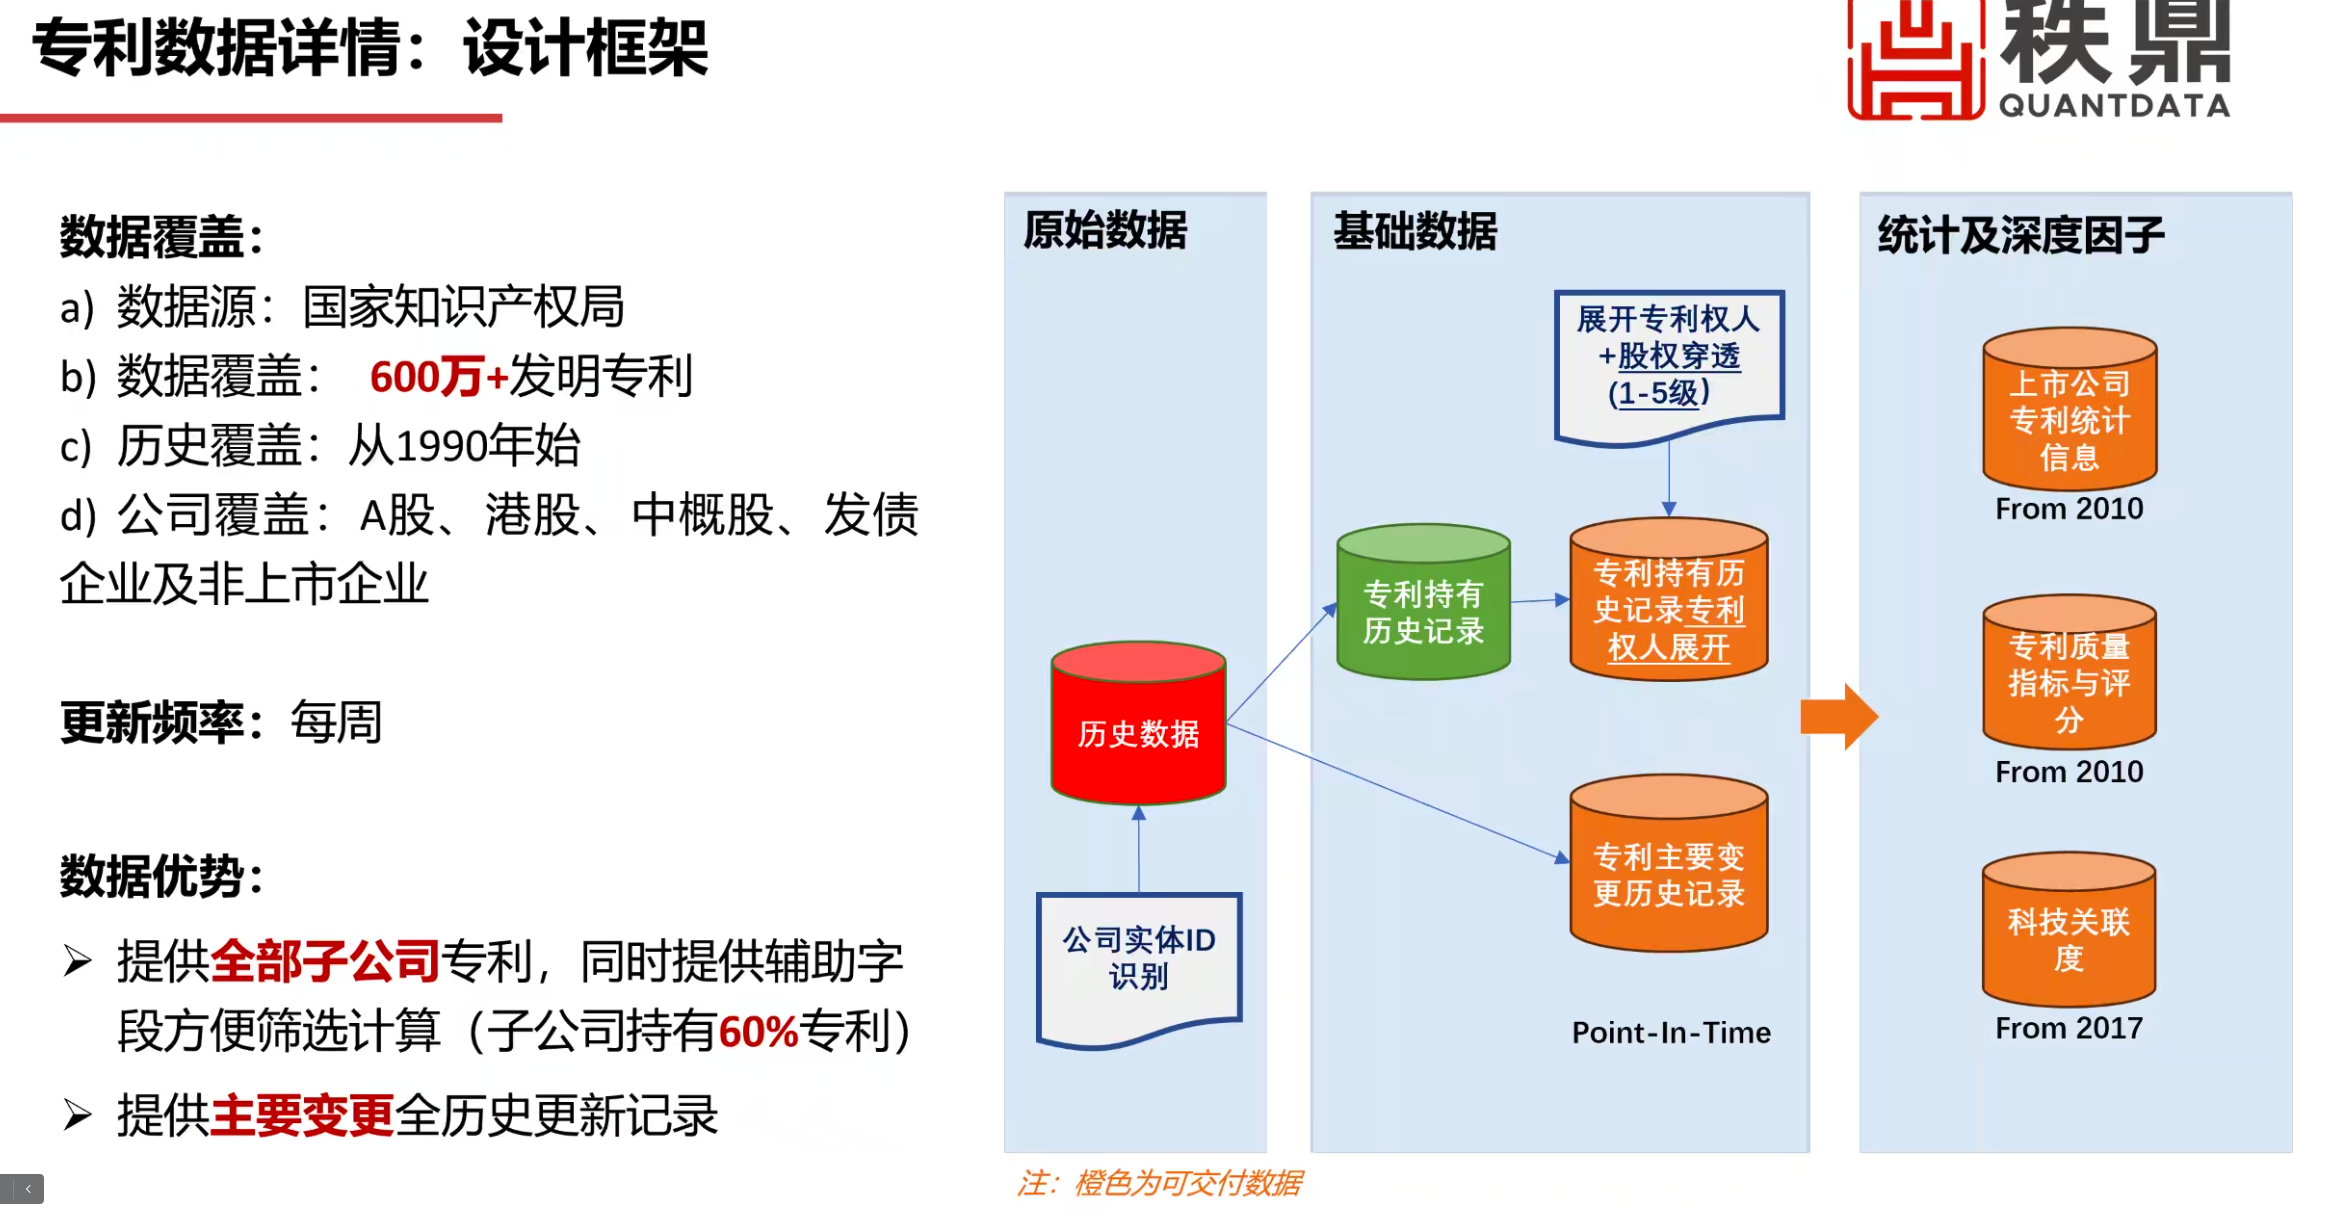 专利数据详情：设计框架
秩鼎
QUANTDATA
数据覆盖：
a) 数据源：国家知识产权局
b) 数据覆盖： 600万+发明专利
c) 历史覆盖：从1990年始
d) 公司覆盖：A股、港股、中概股、发债
企业及非上市企业
更新频率：每周
数据优势：
➢ 提供全部子公司专利，同时提供辅助字
段方便筛选计算（子公司持有60%专利）
➢ 提供主要变更全历史更新记录
原始数据
历史数据
公司实体ID
识别
基础数据
展开专利权人
+股权穿透
(1-5级)
专利持有
历史记录
专利持有历
史记录专利
权人展开
专利主要变
更历史记录
Point-In-Time
统计及深度因子
上市公司
专利统计
信息
From 2010
专利质量
指标与评
分
From 2010
科技关联
度
From 2017
注：橙色为可交付数据